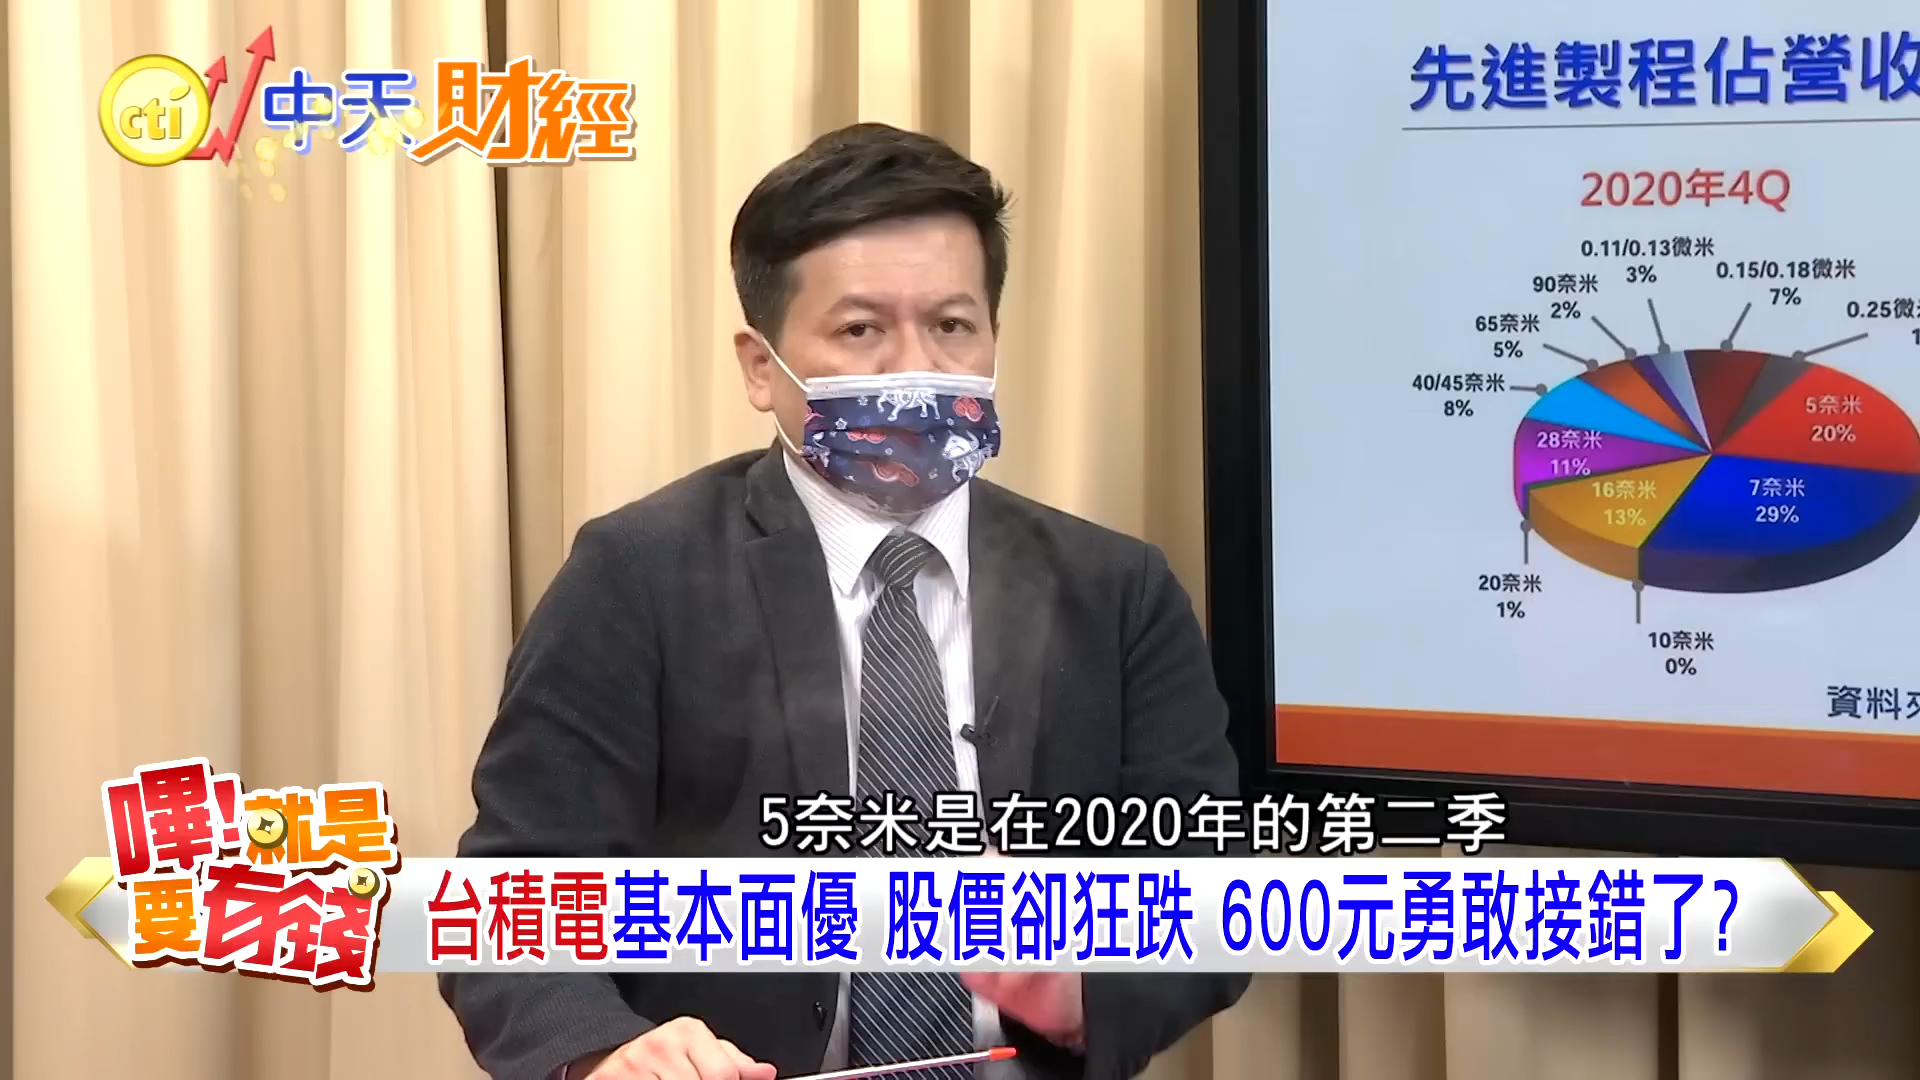 cti
中天財經
先進製程佔營收
2020年4Q
0.11/0.13微米
3%
0.15/0.18微米
7%
90奈米
2%
0.25微
65奈米
5%
40/45奈米
8%
5奈米
20%
28奈米
11%
16奈米
13%
7奈米
29%
20奈米
1%
10奈米
0%
資料
5奈米是在2020年的第二季
嗶!就是
要有錢
台積電基本面優 股價卻狂跌 600元勇敢接錯了?